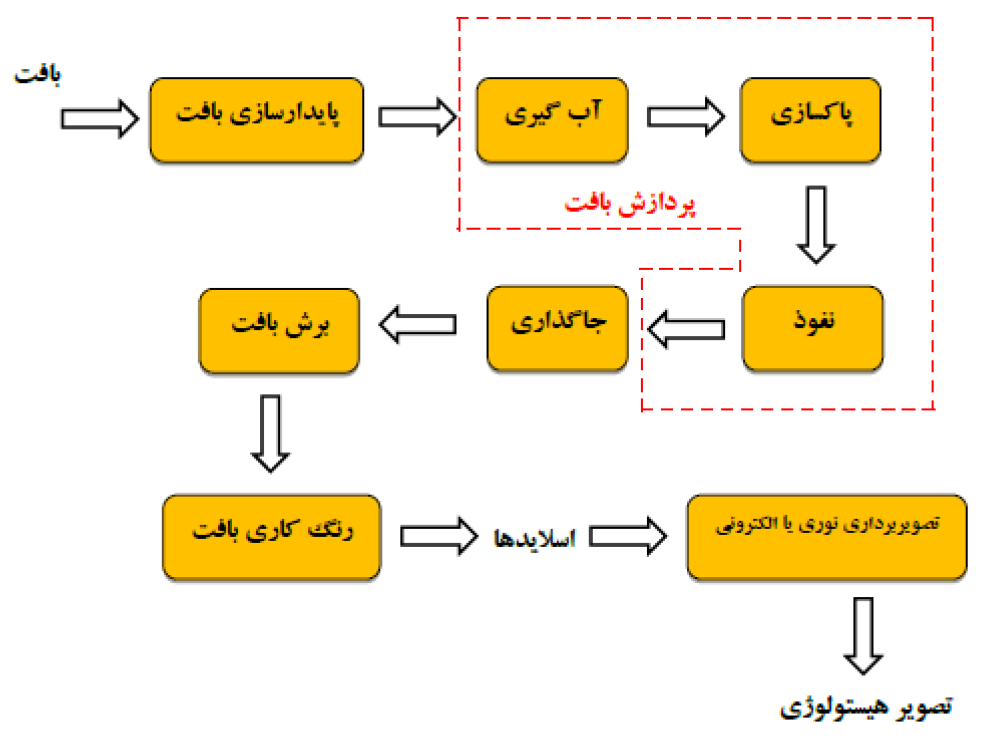 بافت
پایدارسازی بافت
آب گیری
پاکسازی
پردازش بافت
نفوذ
جاگذاری
برش بافت
رنگ کاری بافت
اسلایدها
تصویربرداری نوری یا الکترونی
تصویر هیستولوژی